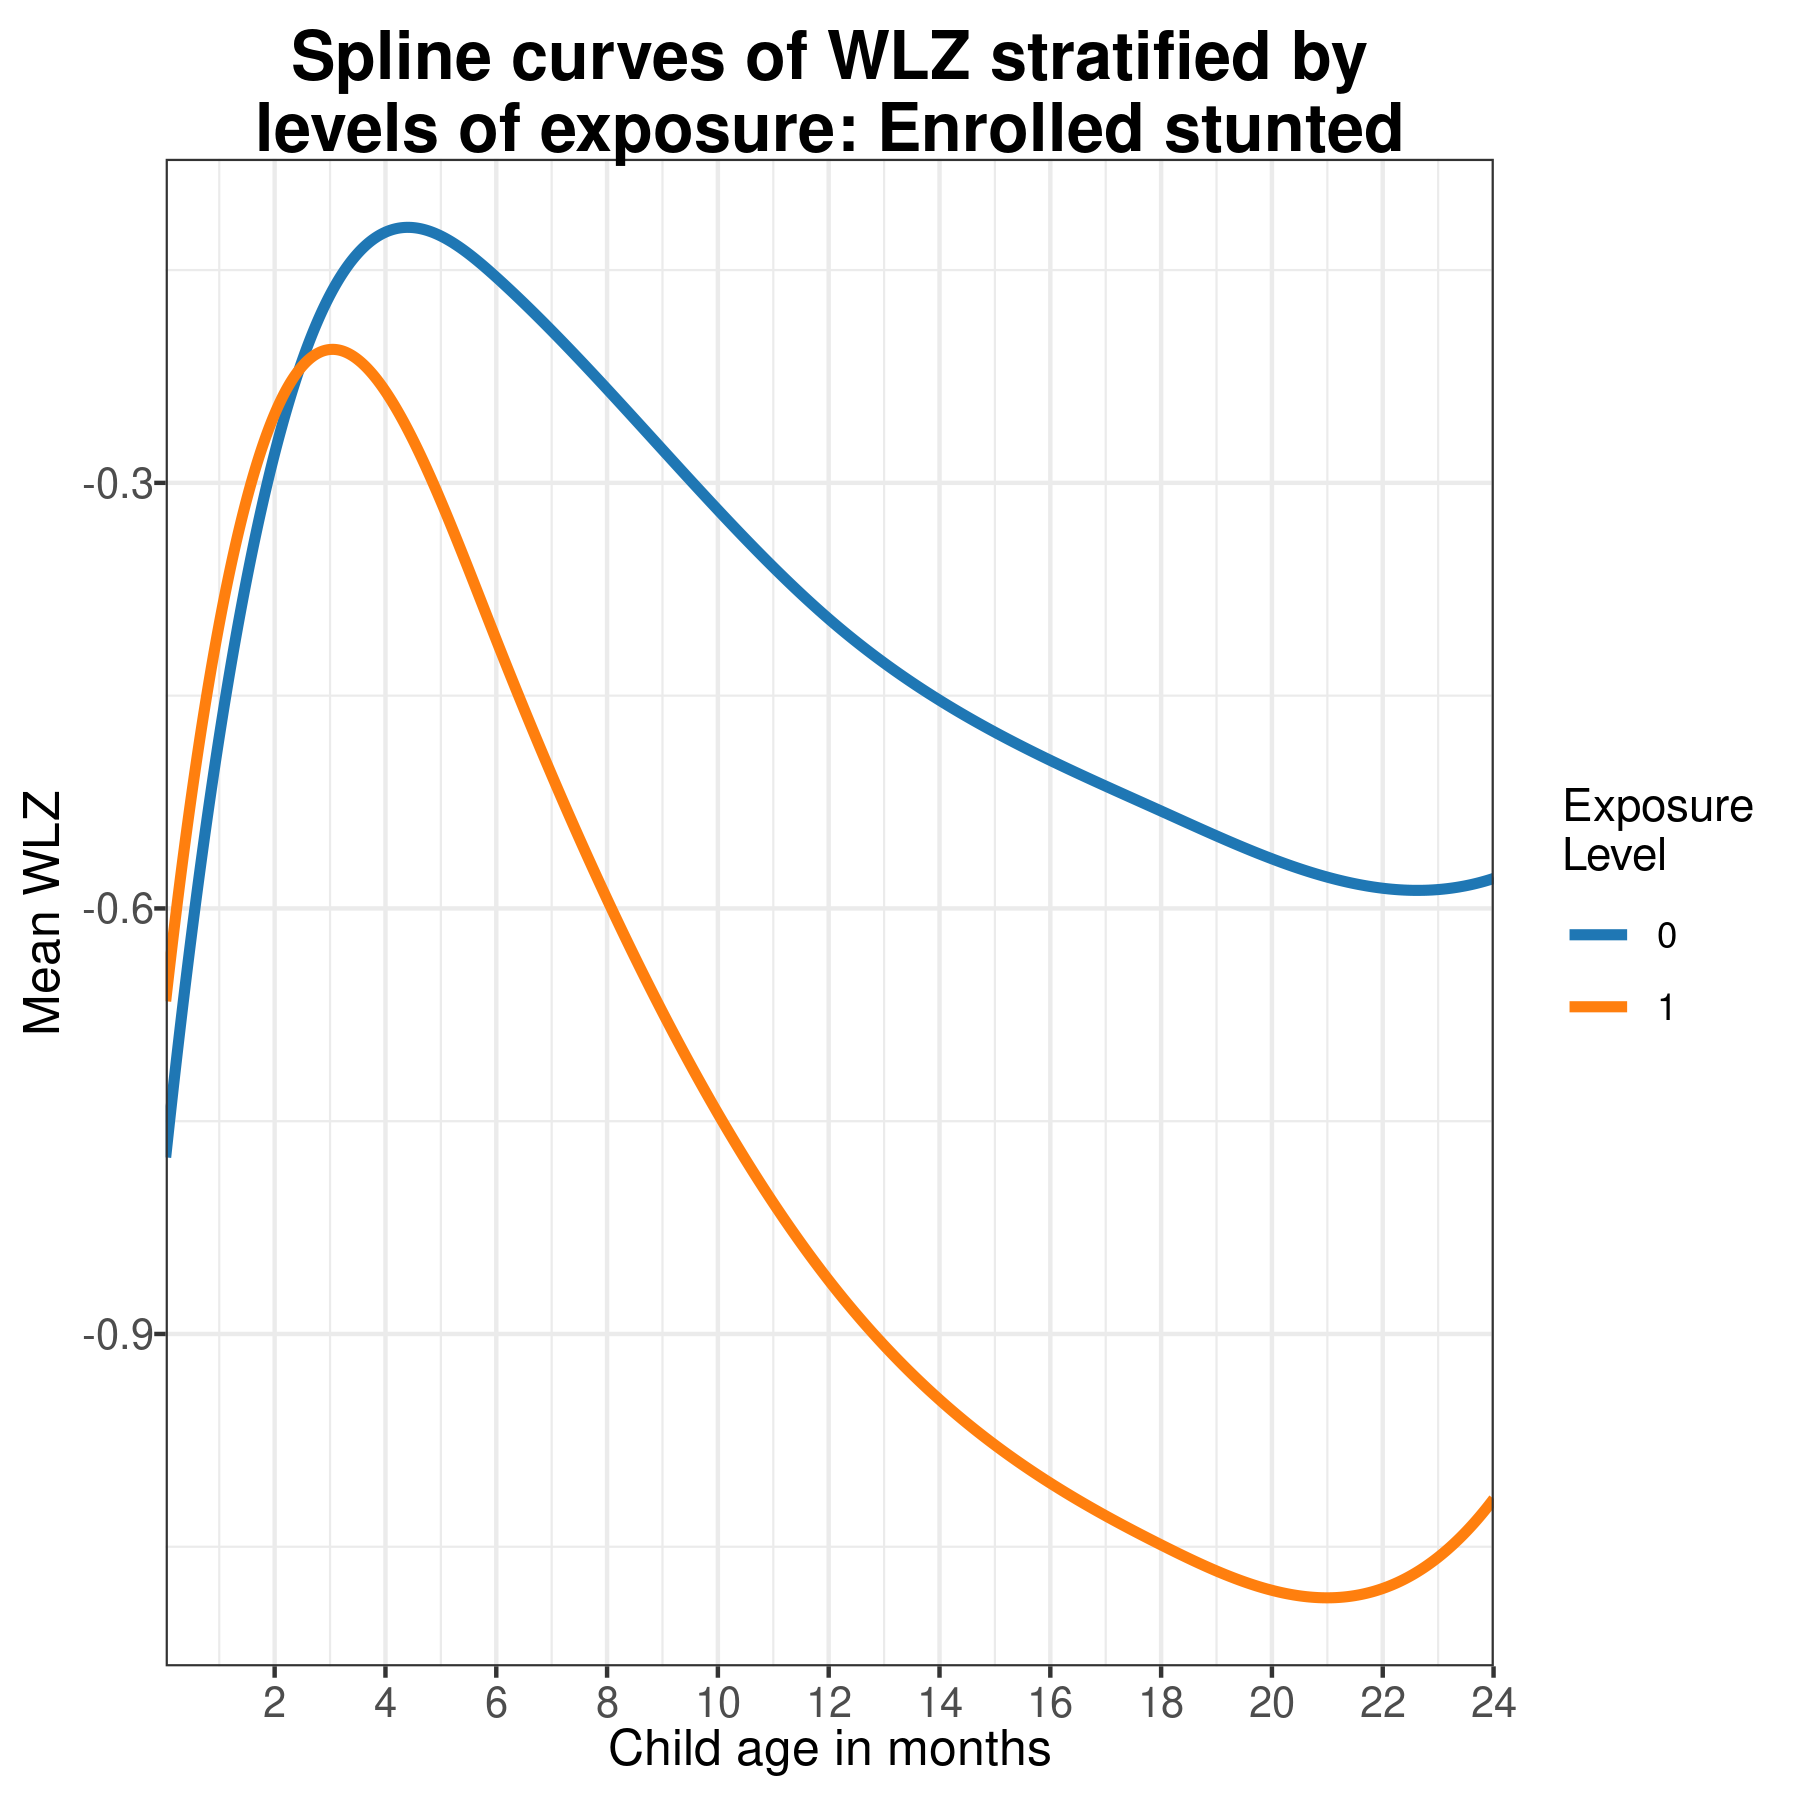 Spline curves of WLZ stratified by
levels of exposure: Enrolled stunted
Mean WLZ
-0.3
-0.6
-0.9
2 4 6 8 10 12 14 16 18 20 22 24
Child age in months
Exposure
Level
0
1